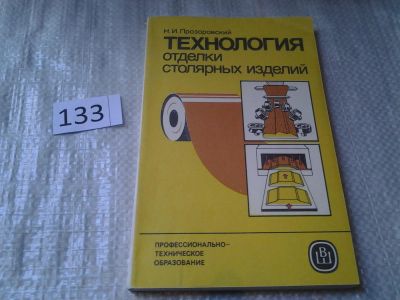 Н.И.Прозоровский
ТЕХНОЛОГИЯ
отделки
столярных изделий
133
ПРОФЕССИОНАЛЬНО-
ТЕХНИЧЕСКОЕ
ОБРАЗОВАНИЕ